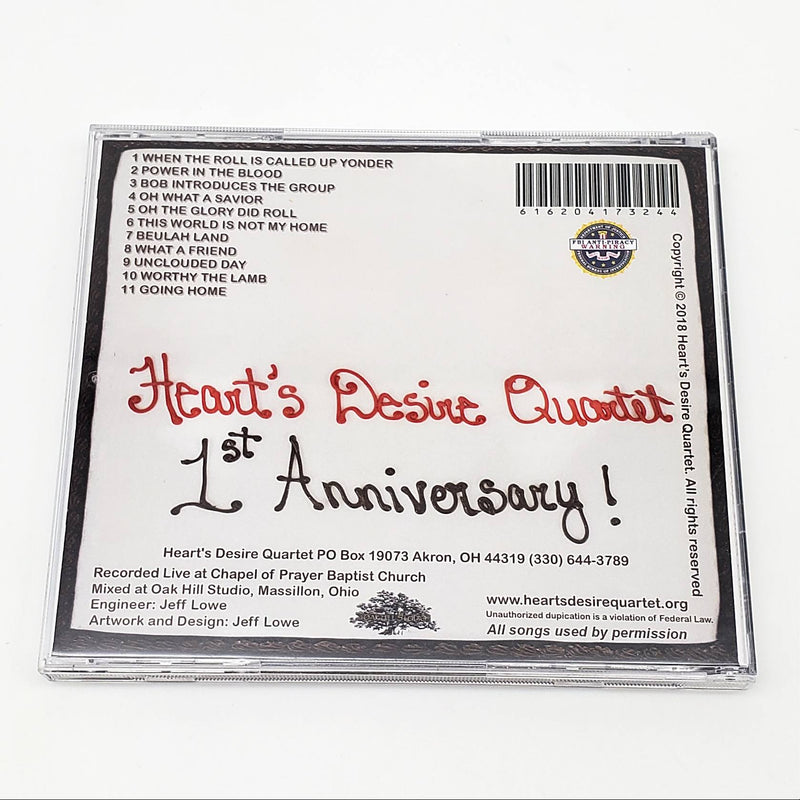 1 WHEN THE ROLL IS CALLED UP YONDER
2 POWER IN THE BLOOD
3 BOB INTRODUCES THE GROUP
4 OH WHAT A SAVIOR
5 OH THE GLORY DID ROLL
6 THIS WORLD IS NOT MY HOME
7 BEULAH LAND
8 WHAT A FRIEND
9 UNCLOUDED DAY
10 WORTHY THE LAMB
11 GOING HOME
6 16204 17324 4
FBI ANTI-PIRACY
WARNING
Copyright © 2018 Heart's Desire Quartet. All rights reserved
Heart's Desire Quartet
1st Anniversary!
Heart's Desire Quartet PO Box 19073 Akron, OH 44319 (330) 644-3789
Recorded Live at Chapel of Prayer Baptist Church
Mixed at Oak Hill Studio, Massillon, Ohio
Engineer: Jeff Lowe
Artwork and Design: Jeff Lowe
www.heartsdesirequartet.org
Unauthorized dupication is a violation of Federal Law.
All songs used by permission